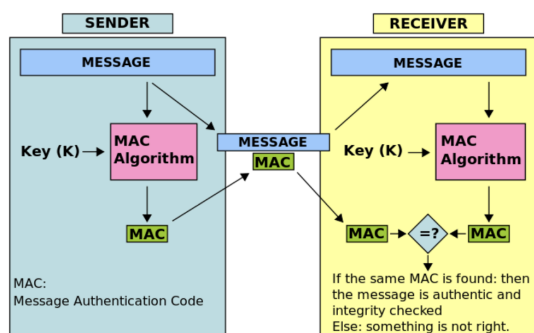 SENDER
RECEIVER
MESSAGE
MESSAGE
Key (K)
MAC
Algorithm
MESSAGE
MAC
Key (K)
MAC
Algorithm
MAC
MAC
=?
MAC
MAC:
Message Authentication Code
If the same MAC is found: then
the message is authentic and
integrity checked
Else: something is not right.